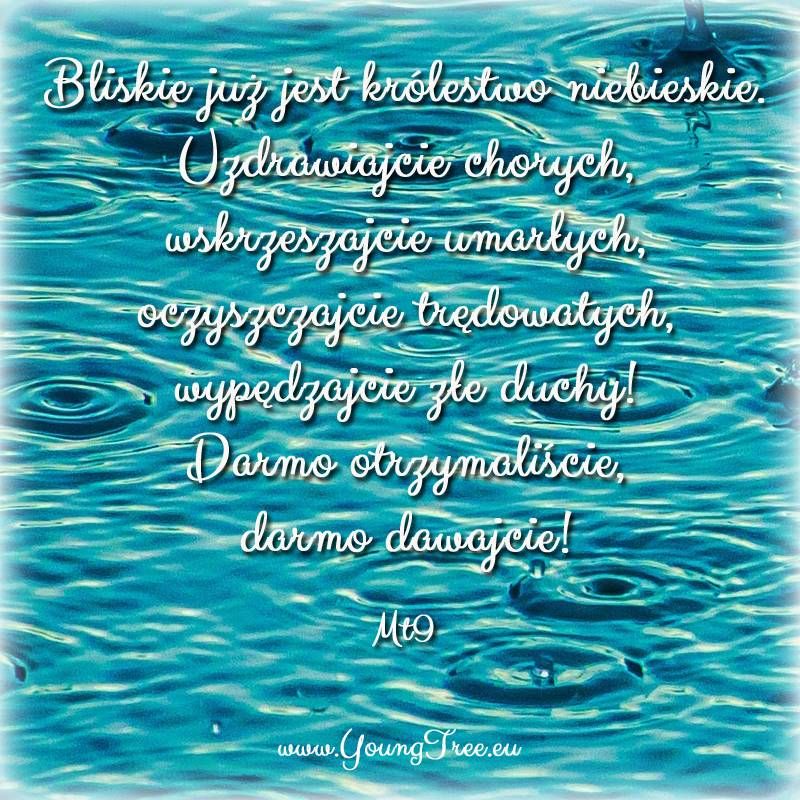 Bliskie już jest królestwo niebieskie.
Uzdrawiajcie chorych,
wskrzeszajcie umarłych,
oczyszczajcie trędowatych,
wypędzajcie złe duchy!
Darmo otrzymaliście,
darmo dawajcie!
Mt9
www.YoungTree.eu